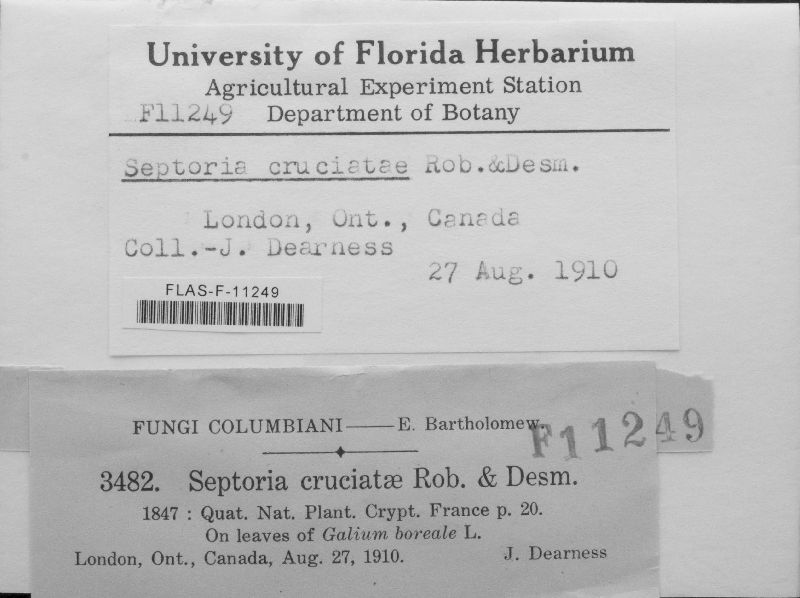 University of Florida Herbarium
Agricultural Experiment Station
F11249 Department of Botany
Septoria cruciatae Rob.&Desm.
London, Ont., Canada
Coll.-J. Dearness
27 Aug. 1910
FLAS-F-11249
FUNGI COLUMBIANI—E. Bartholomew.
F11249
3482. Septoria cruciatæ Rob. & Desm.
1847 : Quat. Nat. Plant. Crypt. France p. 20.
On leaves of Galium boreale L.
London, Ont., Canada, Aug. 27, 1910. J. Dearness